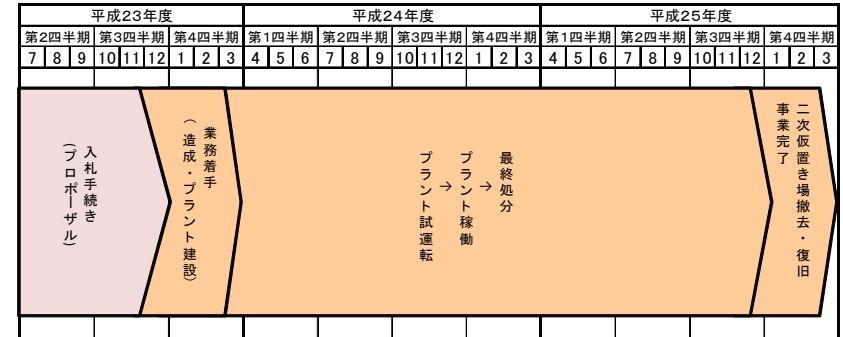 平成23年度 平成24年度 平成25年度
第2四半期 第3四半期 第4四半期 第1四半期 第2四半期 第3四半期 第4四半期 第1四半期 第2四半期 第3四半期 第4四半期
7 8 9 10 11 12 1 2 3 4 5 6 7 8 9 10 11 12 1 2 3 4 5 6 7 8 9 10 11 12 1 2 3
入札手続き
(プロポーザル)
業務着手
(造成・プラント建設)
プラント試運転
→
プラント稼働
→
最終処分
二次仮置き場撤去・復旧
事業完了